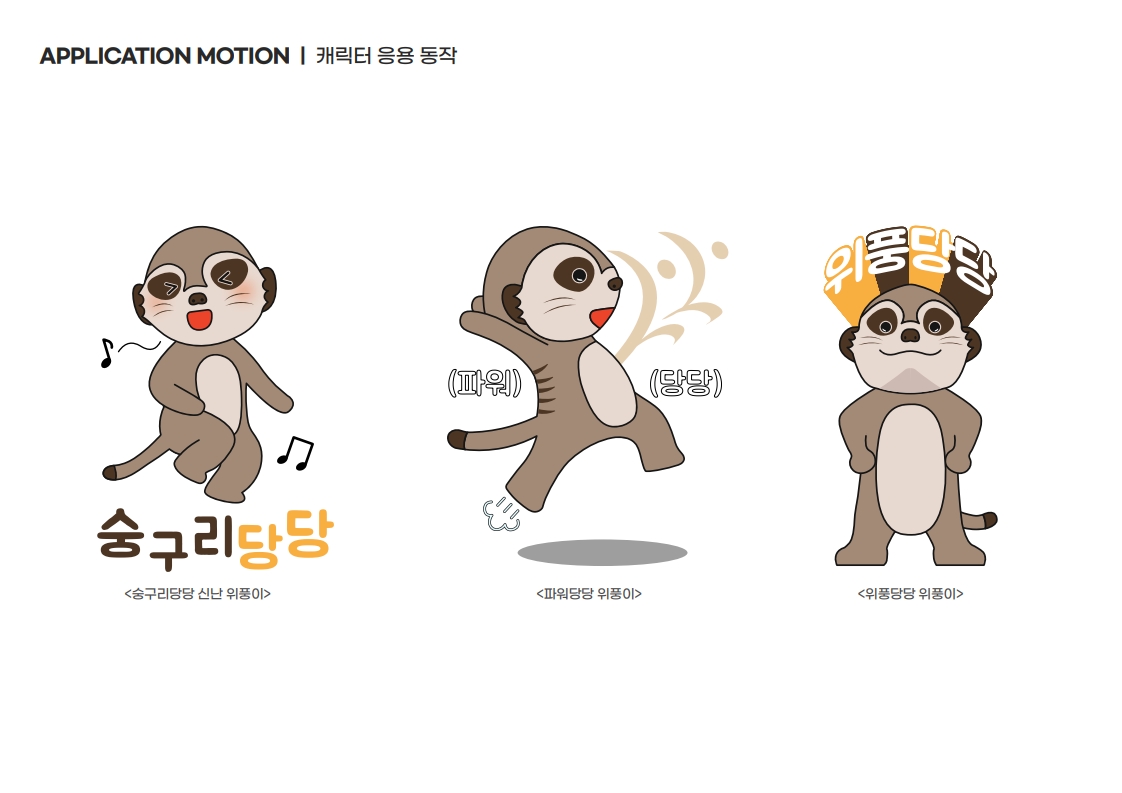 APPLICATION MOTION | 캐릭터 응용 동작
숭구리당당
<숭구리당당 신난 위풍이>
(파워) (당당)
<파워당당 위풍이>
위풍당당
<위풍당당 위풍이>